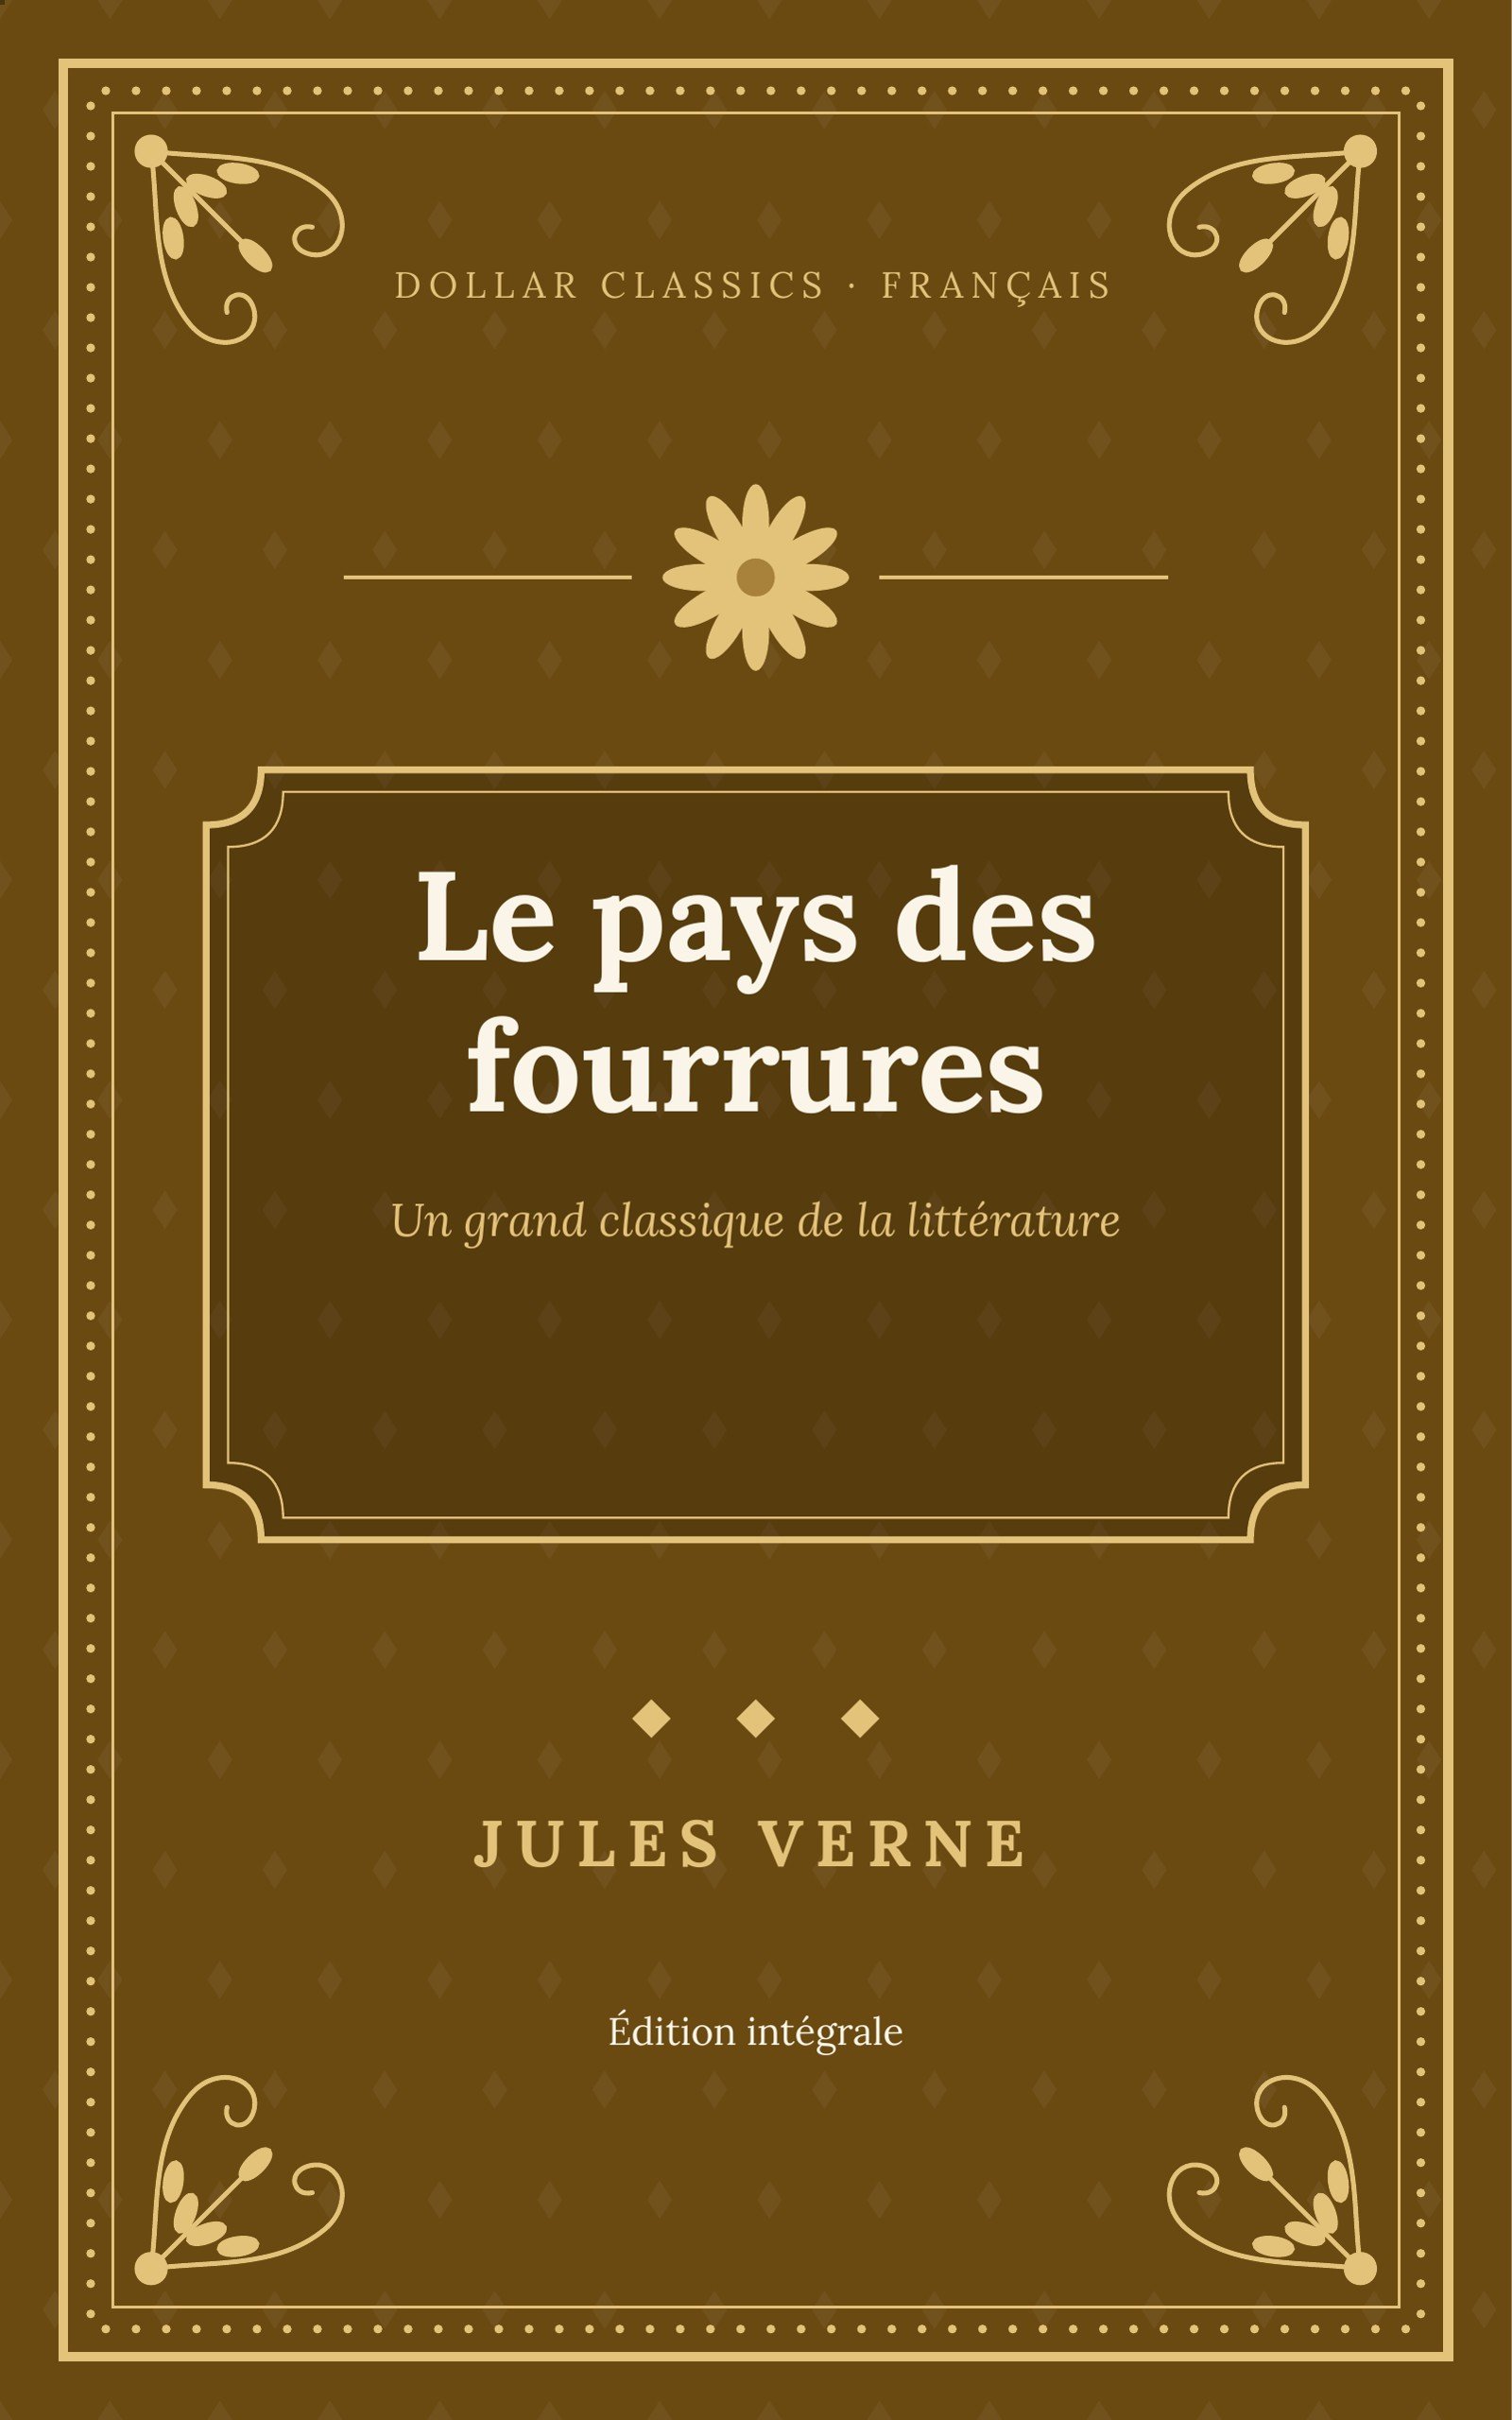 DOLLAR CLASSICS · FRANÇAIS
Le pays des
fourrures
Un grand classique de la littérature
JULES VERNE
Édition intégrale